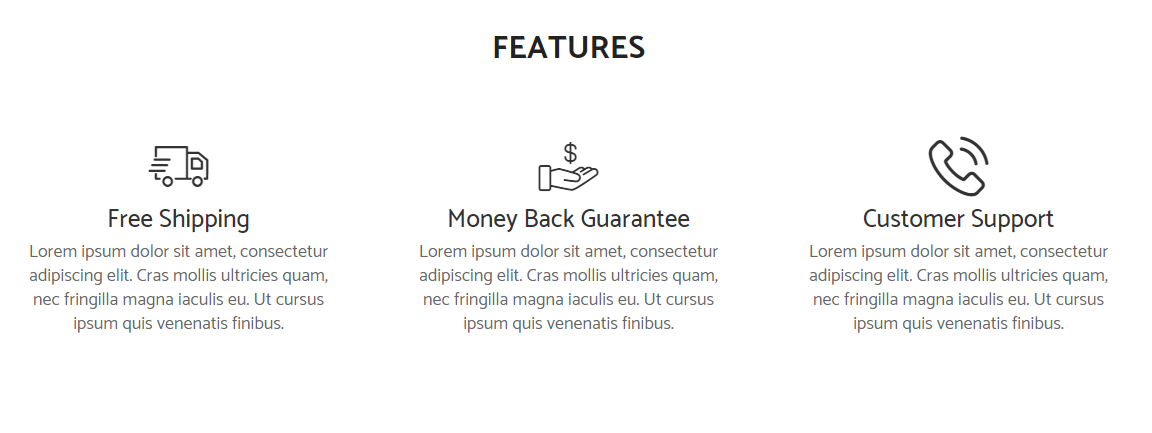 FEATURES
$
Free Shipping
Lorem ipsum dolor sit amet, consectetur
adipiscing elit. Cras mollis ultricies quam,
nec fringilla magna iaculis eu. Ut cursus
ipsum quis venenatis finibus.
Money Back Guarantee
Lorem ipsum dolor sit amet, consectetur
adipiscing elit. Cras mollis ultricies quam,
nec fringilla magna iaculis eu. Ut cursus
ipsum quis venenatis finibus.
Customer Support
Lorem ipsum dolor sit amet, consectetur
adipiscing elit. Cras mollis ultricies quam,
nec fringilla magna iaculis eu. Ut cursus
ipsum quis venenatis finibus.